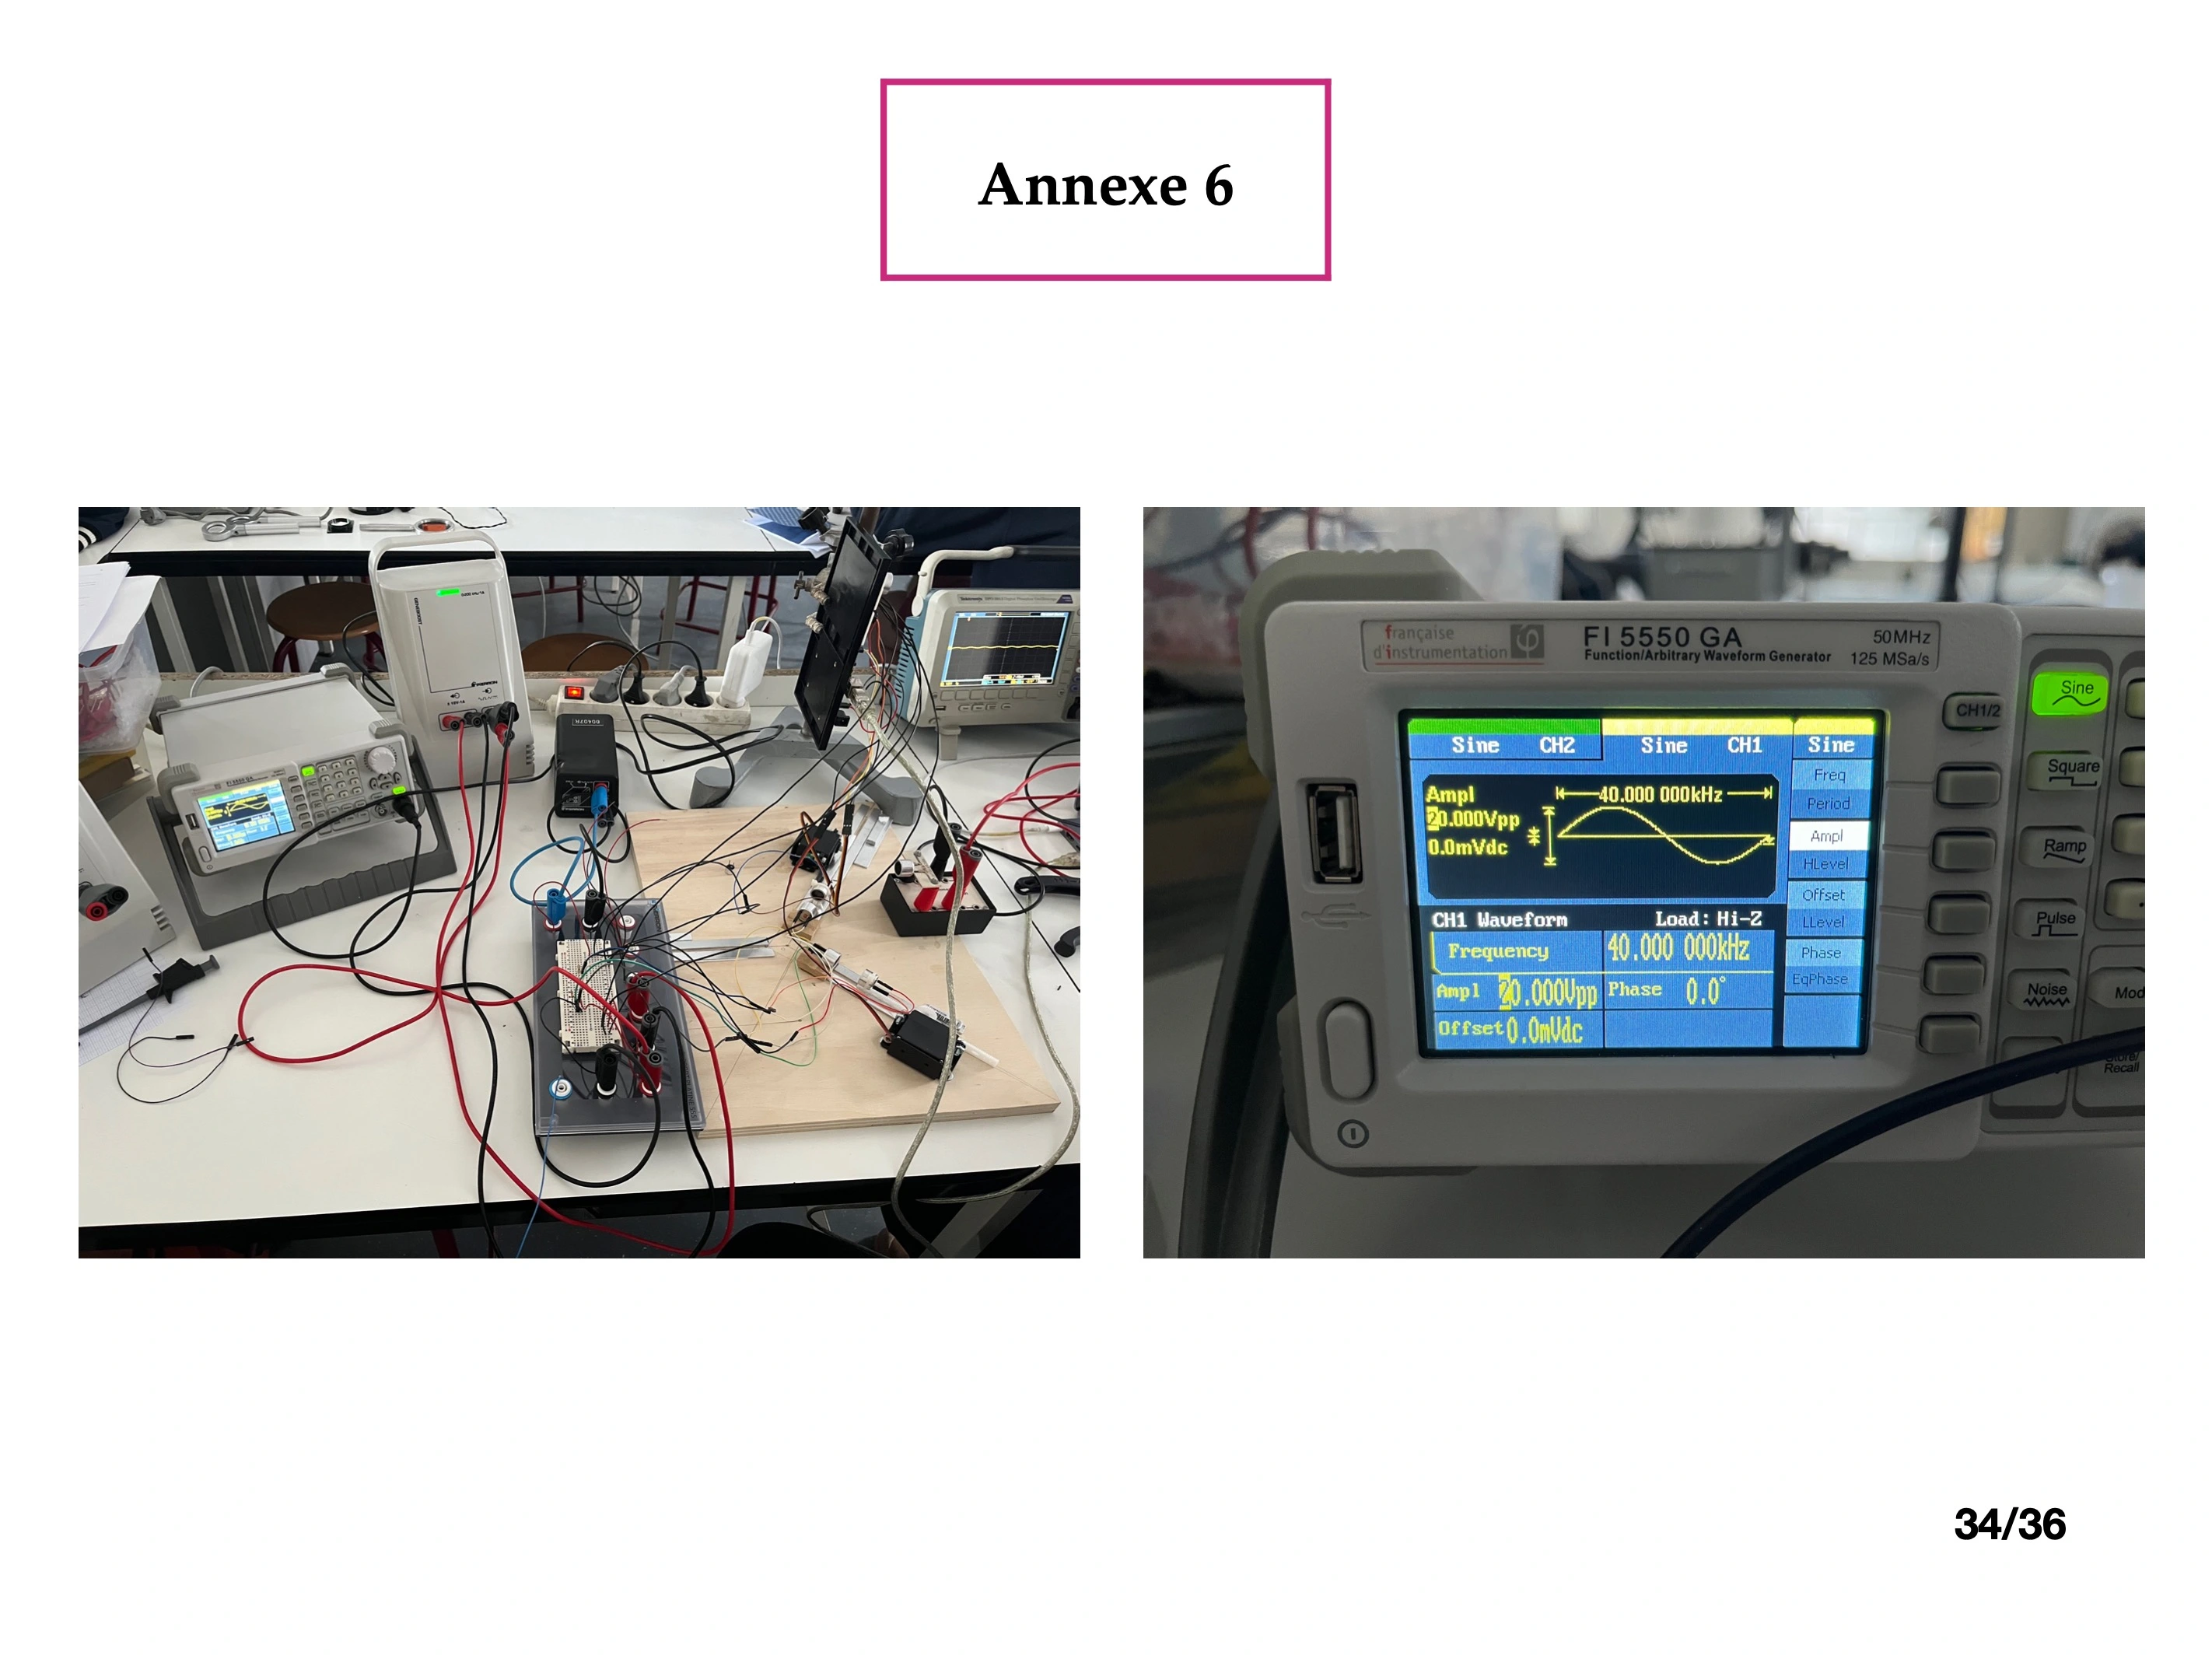 Annexe 6
française
d'instrumentation
FI 5550 GA
Function/Arbitrary Waveform Generator
50MHz
125 MSa/s
Sine CH2 Sine CH1 Sine
Ampl
20.000Vpp
0.0mVdc
40.000 000kHz
CH1 Waveform Load: Hi-Z
Frequency 40.000 000kHz
Ampl 20.000Vpp Phase 0.0°
Offset 0.0mVdc
Freq
Period
Ampl
HLevel
Offset
LLevel
Phase
EqPhase
CH1/2
Sine
Square
Ramp
Pulse
Noise
Mod
Recall
34/36